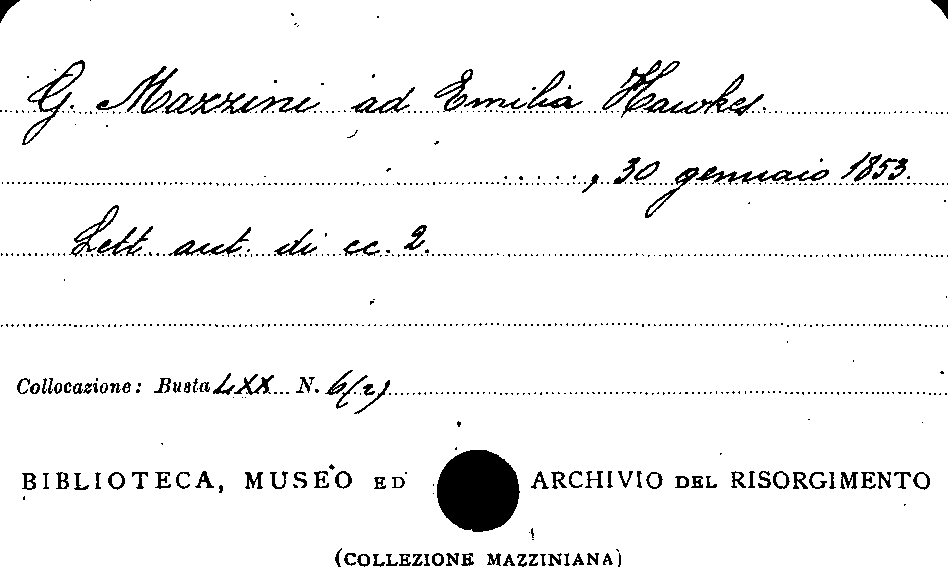 G. Mazzini ad Emilia Hawkes.
....., 30 gennaio 1853.
Lett. aut. di cc. 2.
Collocazione: Busta LXX N. 6(2)
BIBLIOTECA, MUSEO ED ARCHIVIO DEL RISORGIMENTO
(COLLEZIONE MAZZINIANA)